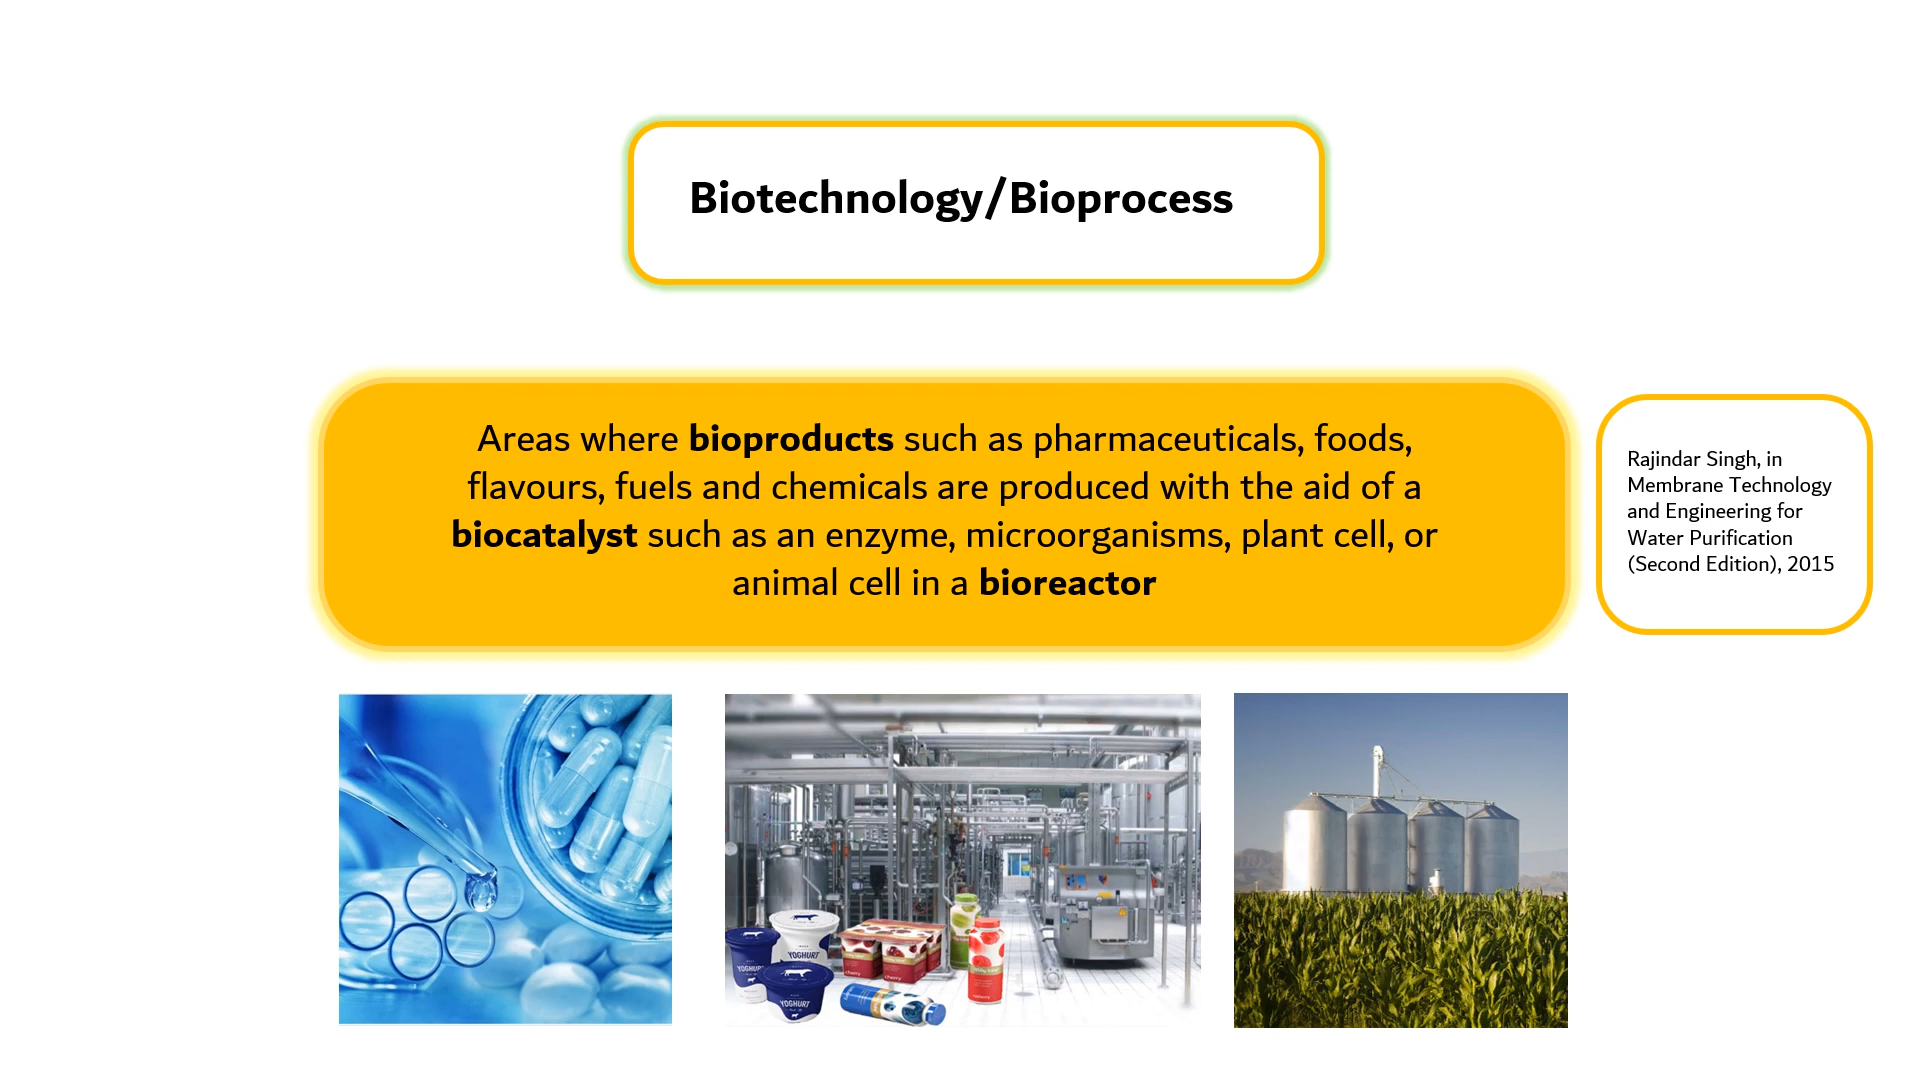 Biotechnology/Bioprocess
Areas where bioproducts such as pharmaceuticals, foods,
flavours, fuels and chemicals are produced with the aid of a
biocatalyst such as an enzyme, microorganisms, plant cell, or
animal cell in a bioreactor
Rajindar Singh, in
Membrane Technology
and Engineering for
Water Purification
(Second Edition), 2015
YOGHURT
YOGHURT
YOGHURT
cherry
cherry